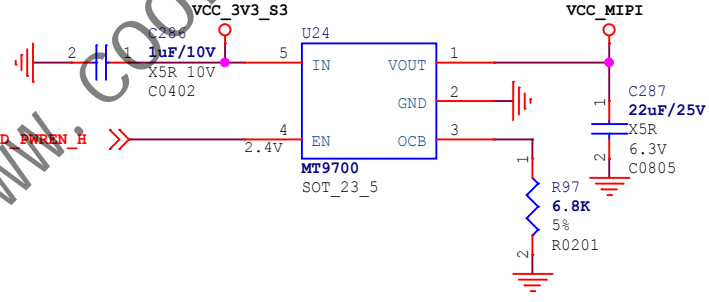 VCC_3V3_S3
VCC_MIPI
C286
U24
2
1
1uF/10V
5
IN
VOUT
1
X5R 10V
C0402
GND
2
C287
1
22uF/25V
X5R
D_PWREN_H
4
EN
OCB
3
2.4V
6.3V
2
C0805
MT9700
SOT_23_5
1
R97
6.8K
5%
R0201
2
www.coo